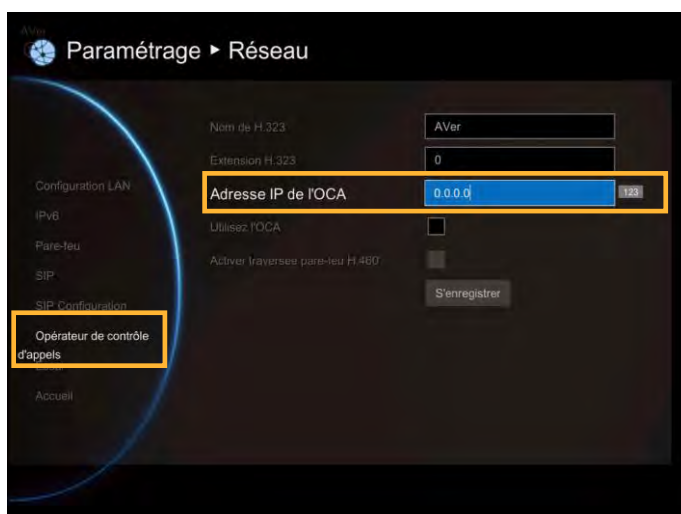 AVer
Paramétrage ► Réseau
Nom de H.323
AVer
Extension H.323
0
Configuration LAN
Adresse IP de l'OCA
0.0.0.0
123
IPv6
Utilisez l'OCA
Pare-feu
Activer traversée pare-feu H.460
SIP
SIP Configuration
S'enregistrer
Opérateur de contrôle
d'appels
Accueil